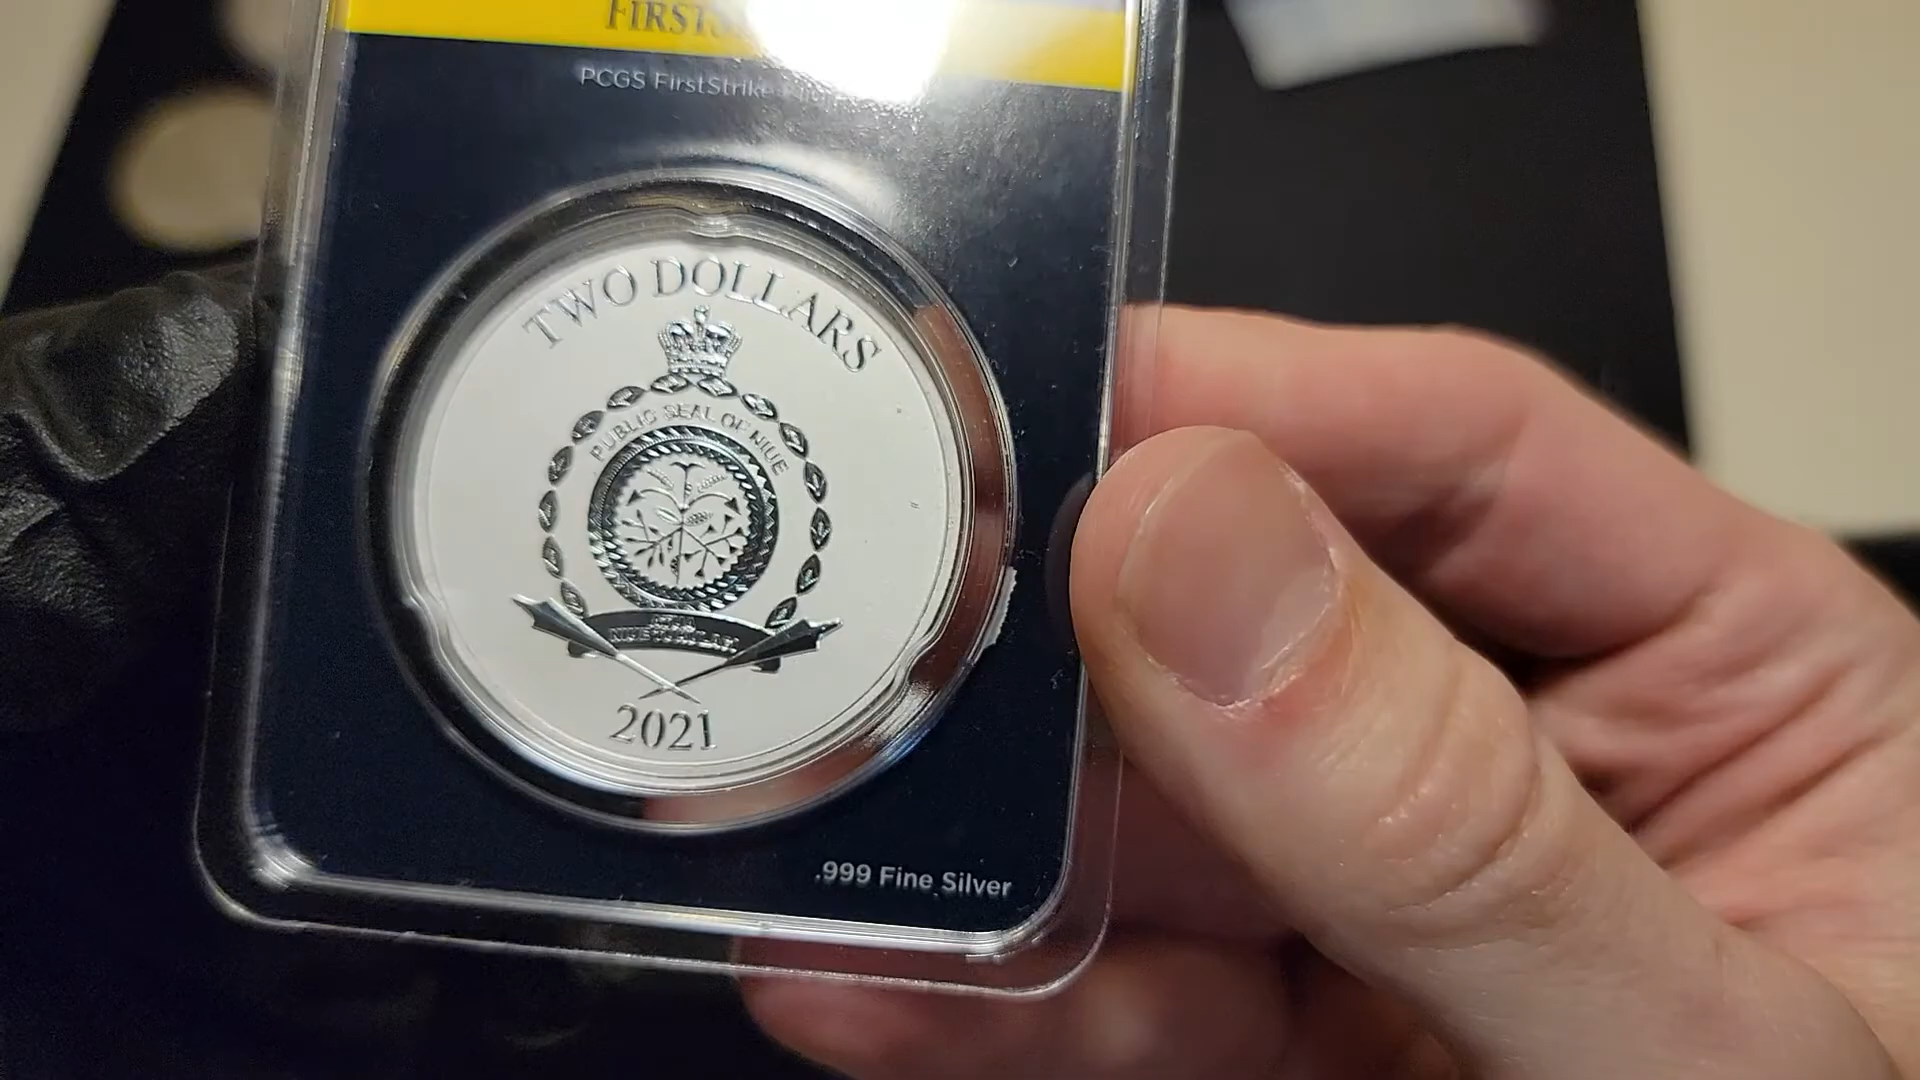 PCGS FirstStrike
TWO DOLLARS
PUBLIC SEAL OF NIUE
2021
.999 Fine Silver